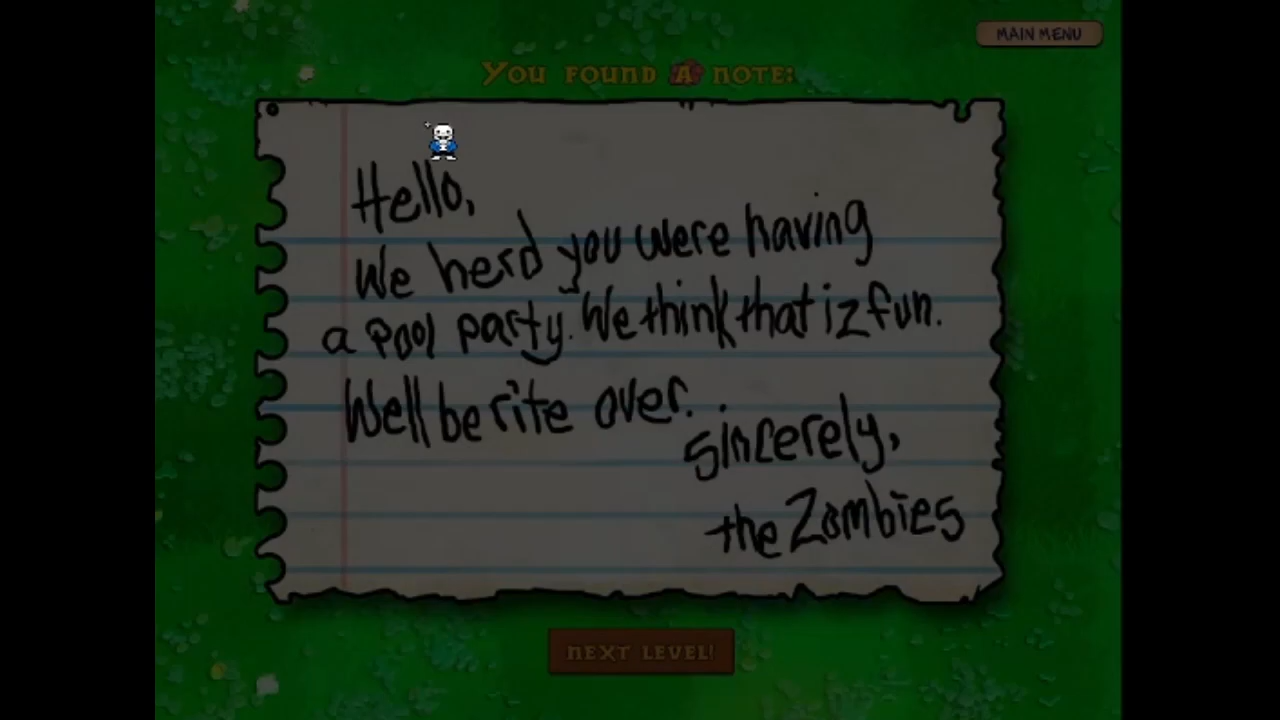 MAIN MENU
YOU FOUND A NOTE:
Hello,
We herd you were having
a pool party. We think that iz fun.
Well be rite over.
Sincerely,
the Zombies
NEXT LEVEL!